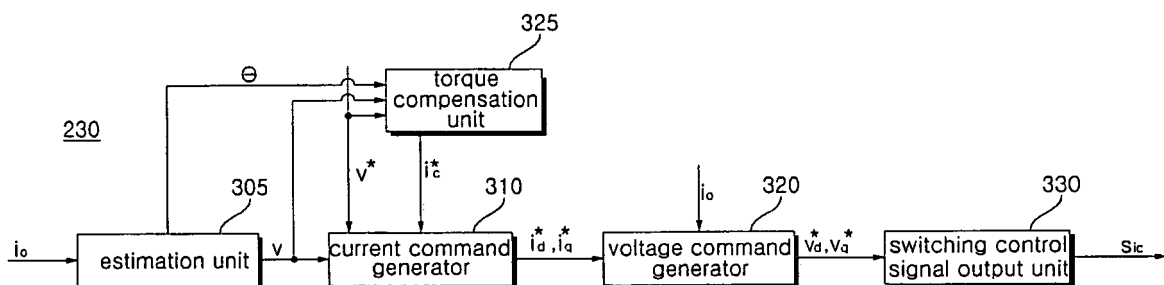 325
Θ
torque
compensation
unit
230
v*
i*c
305
310
io
320
330
io
estimation unit
v
current command
generator
i*d ,i*q
voltage command
generator
v*d,v*q
switching control
signal output unit
Sic